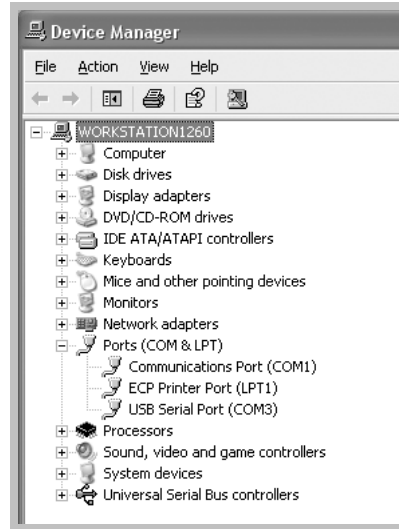 Device Manager
File Action View Help
WORKSTATION1260
Computer
Disk drives
Display adapters
DVD/CD-ROM drives
IDE ATA/ATAPI controllers
Keyboards
Mice and other pointing devices
Monitors
Network adapters
Ports (COM & LPT)
Communications Port (COM1)
ECP Printer Port (LPT1)
USB Serial Port (COM3)
Processors
Sound, video and game controllers
System devices
Universal Serial Bus controllers